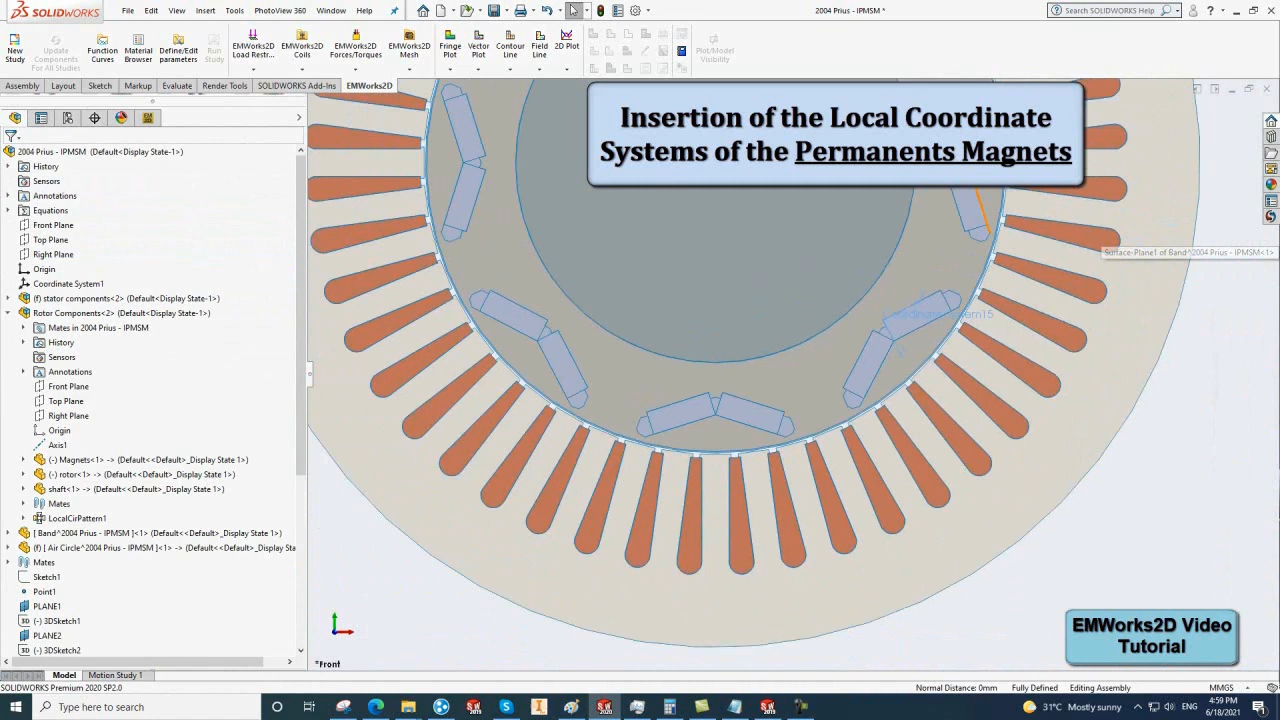 SOLIDWORKS
File Edit View Insert Tools PhotoView 360 Window Help
2004 Prius - IPMSM *
Search SOLIDWORKS Help
New Study
Update Components For All Studies
Function Curves
Material Browser
Define/Edit parameters
Run Study
EMWorks2D Load Restr...
EMWorks2D Coils
EMWorks2D Forces/Torques
EMWorks2D Mesh
Fringe Plot
Vector Plot
Contour Line
Field Line
2D Plot
Plot/Model Visibility
Assembly Layout Sketch Markup Evaluate Render Tools SOLIDWORKS Add-Ins EMWorks2D
Insertion of the Local Coordinate
Systems of the Permanents Magnets
2004 Prius - IPMSM (Default<Display State-1>)
History
Sensors
Annotations
Equations
Front Plane
Top Plane
Right Plane
Origin
Coordinate System1
(f) stator components<2> (Default<Display State-1>)
Rotor Components<2> (Default<Display State-1>)
Mates in 2004 Prius - IPMSM
History
Sensors
Annotations
Front Plane
Top Plane
Right Plane
Origin
Axis1
(-) Magnets<1> -> (Default<<Default>_Display State 1>)
(-) rotor<1> -> (Default<<Default>_Display State 1>)
shaft<1> -> (Default<<Default>_Display State 1>)
Mates
LocalCirPattern1
[ Band^2004 Prius - IPMSM ]<1> (Default<<Default>_Display State 1>)
(f) [ Air Circle^2004 Prius - IPMSM ]<1> -> (Default<<Default>_Display Sta
Mates
Sketch1
Point1
PLANE1
(-) 3DSketch1
PLANE2
(-) 3DSketch2
Surface-Plane1 of Band^2004 Prius - IPMSM<1>
EMWorks2D Video
Tutorial
*Front
Model Motion Study 1
SOLIDWORKS Premium 2020 SP2.0
Normal Distance: 0mm Fully Defined Editing Assembly MMGS
Type here to search
31°C Mostly sunny
ENG
4:59 PM
6/18/2021